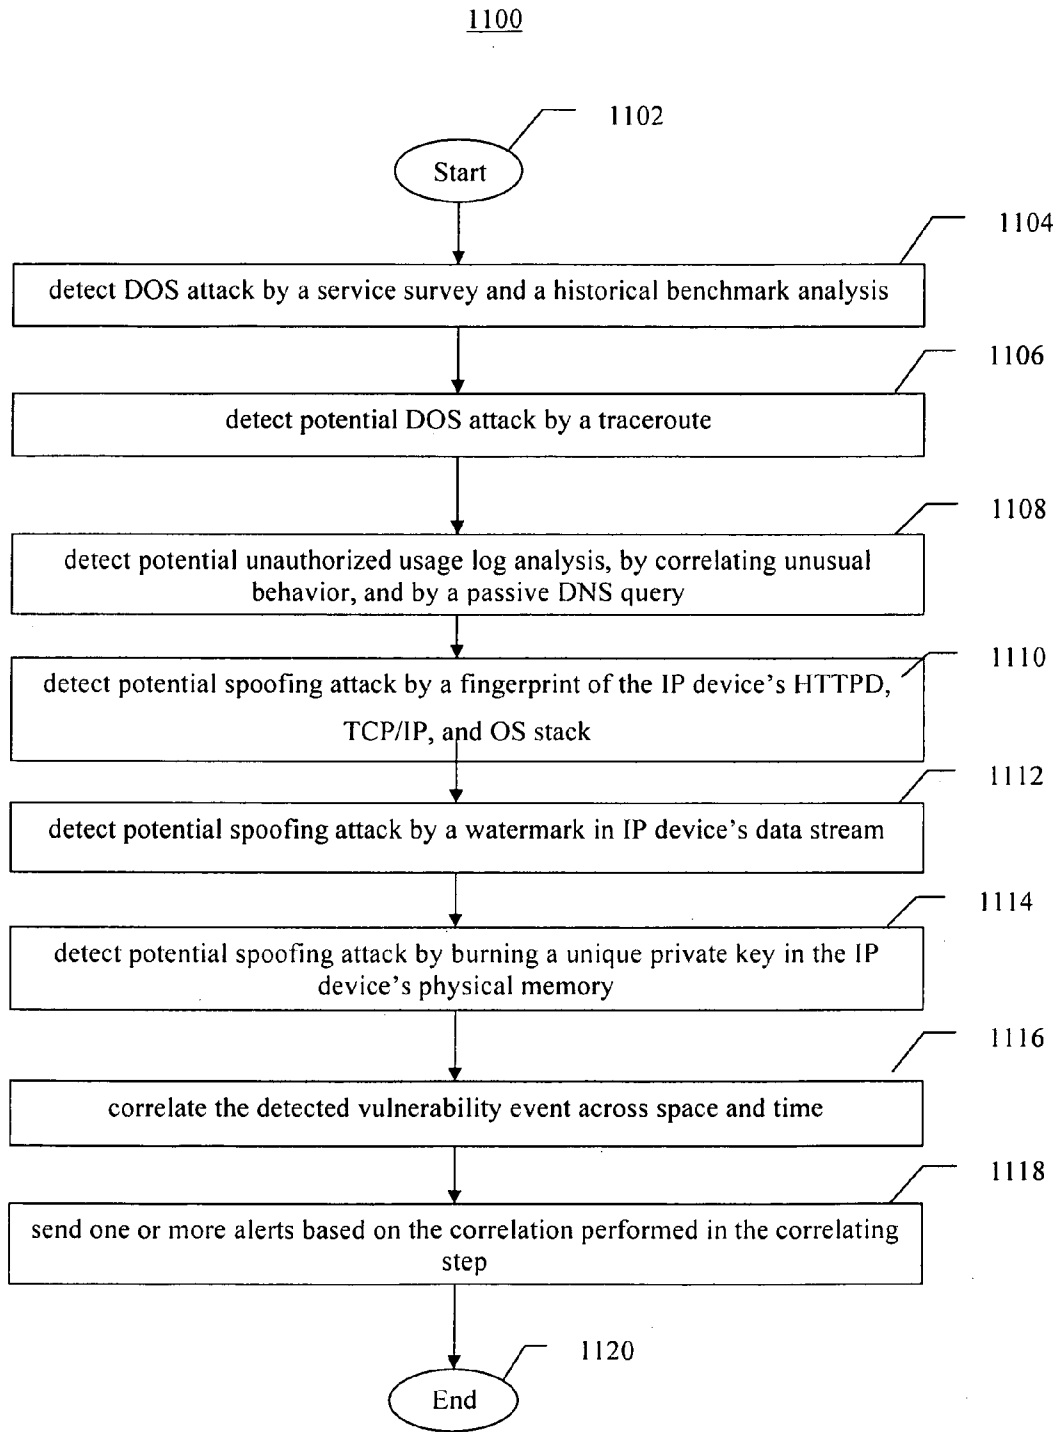 1100
1102
Start
1104
detect DOS attack by a service survey and a historical benchmark analysis
1106
detect potential DOS attack by a traceroute
1108
detect potential unauthorized usage log analysis, by correlating unusual
behavior, and by a passive DNS query
1110
detect potential spoofing attack by a fingerprint of the IP device's HTTPD,
TCP/IP, and OS stack
1112
detect potential spoofing attack by a watermark in IP device's data stream
1114
detect potential spoofing attack by burning a unique private key in the IP
device's physical memory
1116
correlate the detected vulnerability event across space and time
1118
send one or more alerts based on the correlation performed in the correlating
step
1120
End